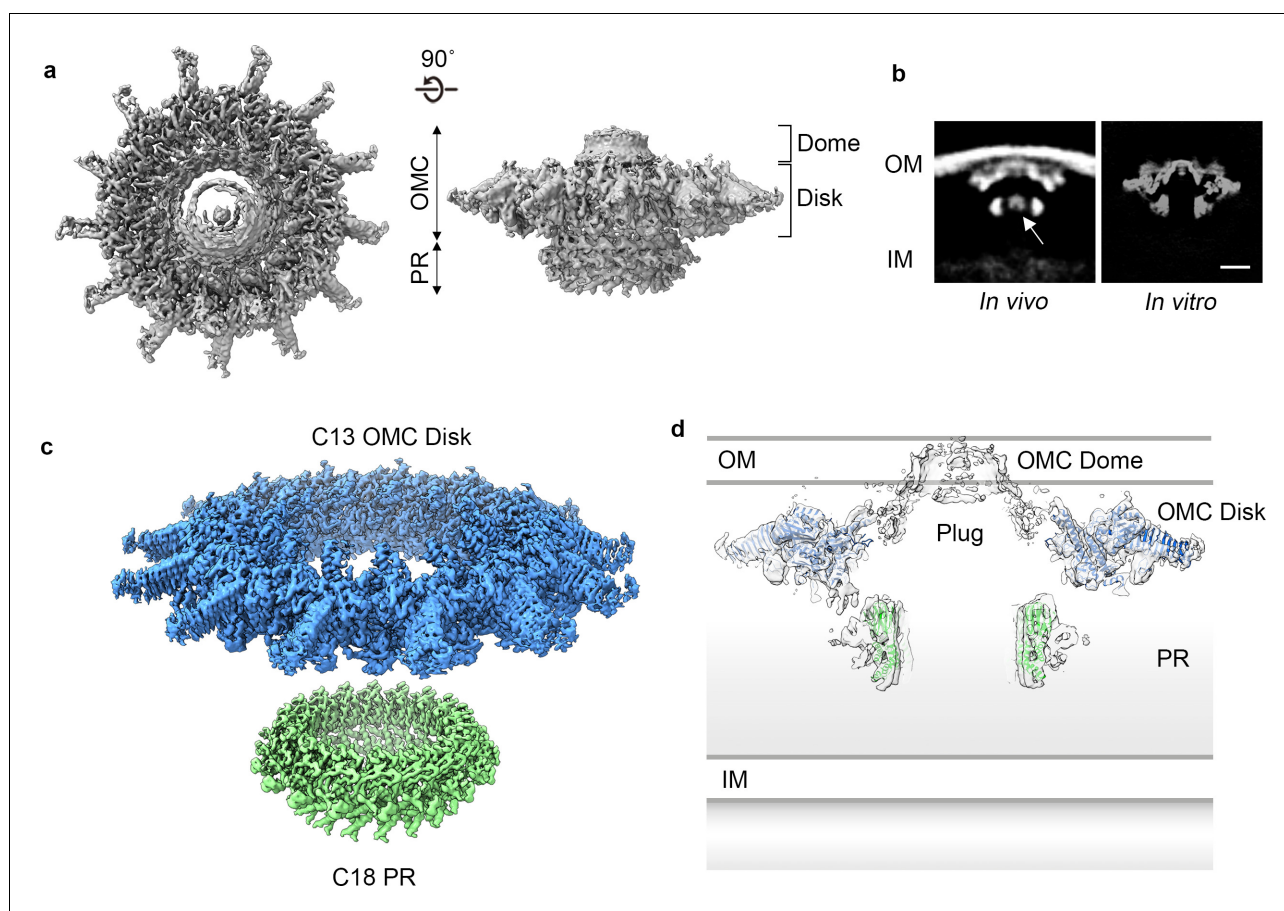 a
90°
OMC
PR
Dome
Disk
b
OM
IM
In vivo
In vitro
c
C13 OMC Disk
C18 PR
d
OM
OMC Dome
OMC Disk
Plug
PR
IM